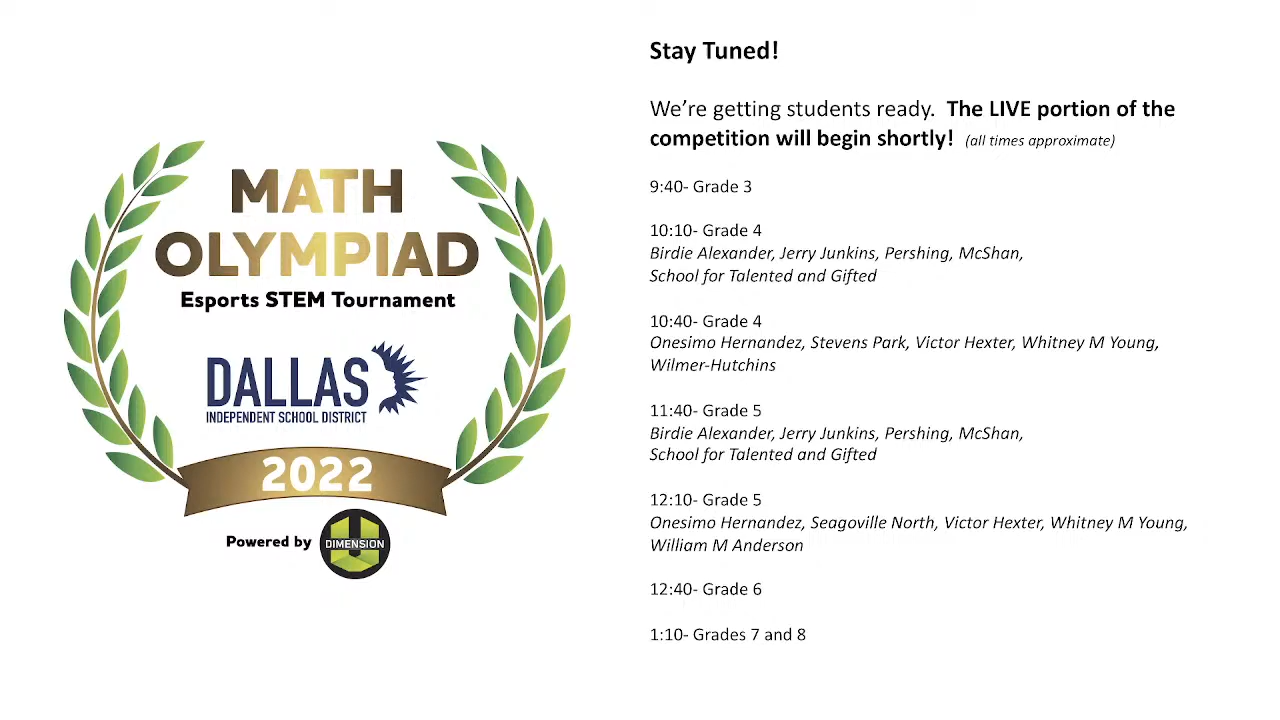 MATH
OLYMPIAD
Esports STEM Tournament
DALLAS
INDEPENDENT SCHOOL DISTRICT
2022
Powered by
DIMENSION
U
Stay Tuned!
We’re getting students ready.  The LIVE portion of the
competition will begin shortly!  (all times approximate)
9:40- Grade 3
10:10- Grade 4
Birdie Alexander, Jerry Junkins, Pershing, McShan,
School for Talented and Gifted
10:40- Grade 4
Onesimo Hernandez, Stevens Park, Victor Hexter, Whitney M Young,
Wilmer-Hutchins
11:40- Grade 5
Birdie Alexander, Jerry Junkins, Pershing, McShan,
School for Talented and Gifted
12:10- Grade 5
Onesimo Hernandez, Seagoville North, Victor Hexter, Whitney M Young,
William M Anderson
12:40- Grade 6
1:10- Grades 7 and 8